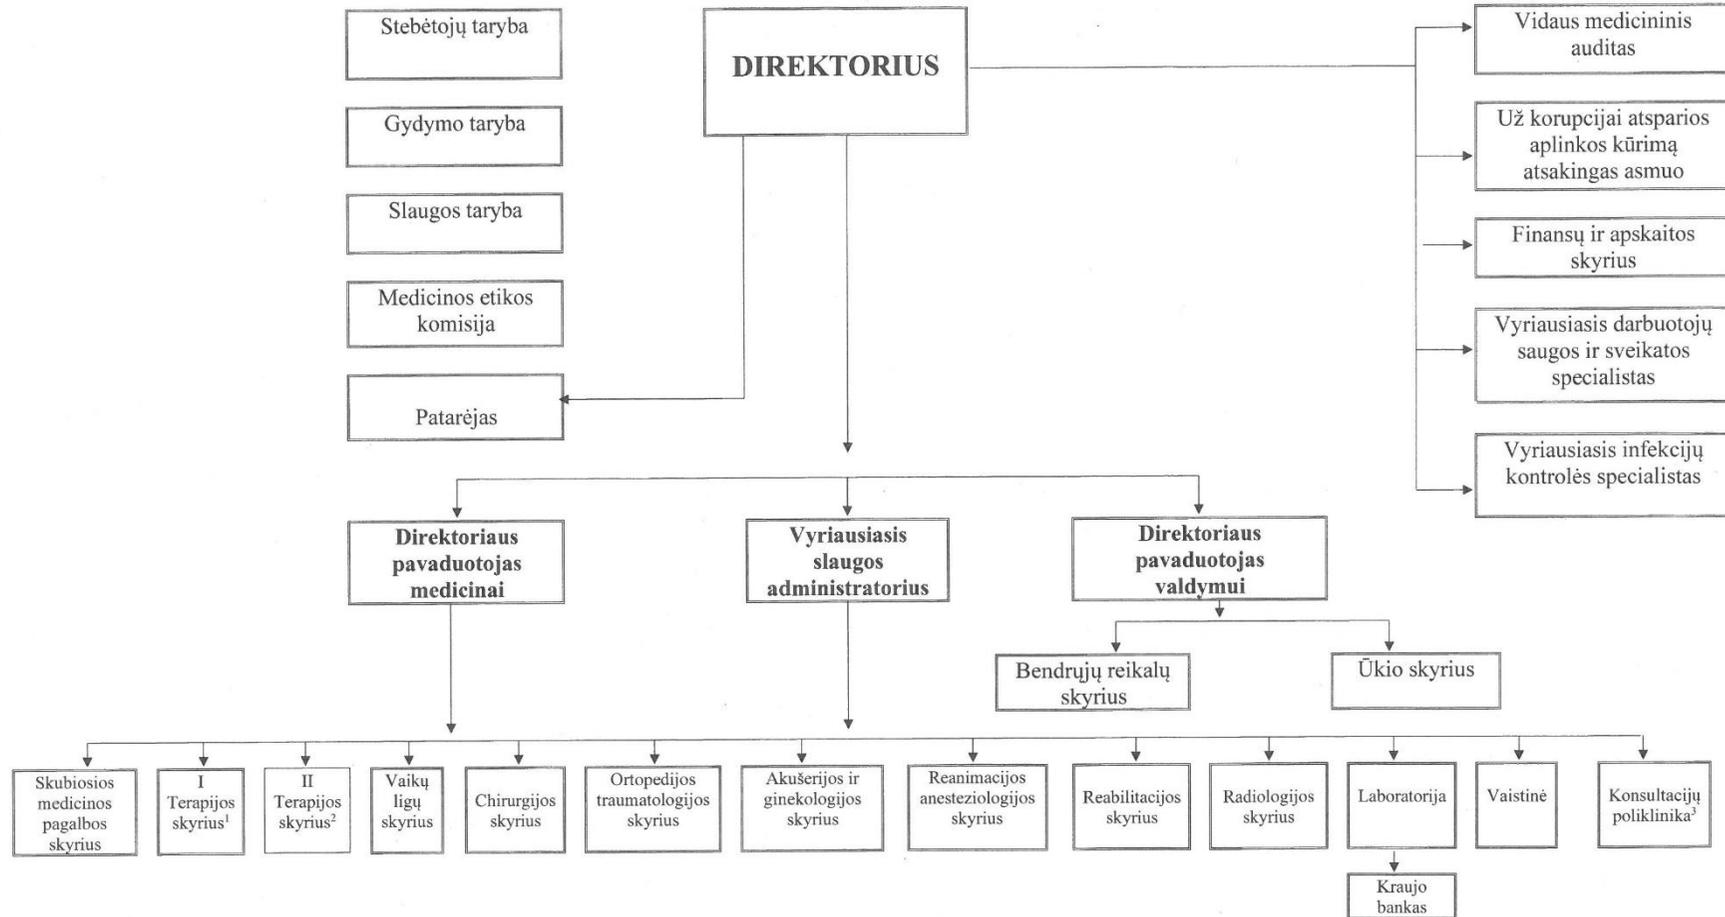 Stebėtojų taryba
Gydymo taryba
Slaugos taryba
Medicinos etikos
komisija
Patarėjas
DIREKTORIUS
Vidaus medicininis
auditas
Už korupcijai atsparios
aplinkos kūrimą
atsakingas asmuo
Finansų ir apskaitos
skyrius
Vyriausiasis darbuotojų
saugos ir sveikatos
specialistas
Vyriausiasis infekcijų
kontrolės specialistas
Direktoriaus
pavaduotojas
medicinai
Vyriausiasis
slaugos
administratorius
Direktoriaus
pavaduotojas
valdymui
Bendrųjų reikalų
skyrius
Ūkio skyrius
Skubiosios
medicinos
pagalbos
skyrius
I
Terapijos
skyrius¹
II
Terapijos
skyrius²
Vaikų
ligų
skyrius
Chirurgijos
skyrius
Ortopedijos
traumatologijos
skyrius
Akušerijos ir
ginekologijos
skyrius
Reanimacijos
anesteziologijos
skyrius
Reabilitacijos
skyrius
Radiologijos
skyrius
Laboratorija
Vaistinė
Konsultacijų
poliklinika³
Kraujo
bankas